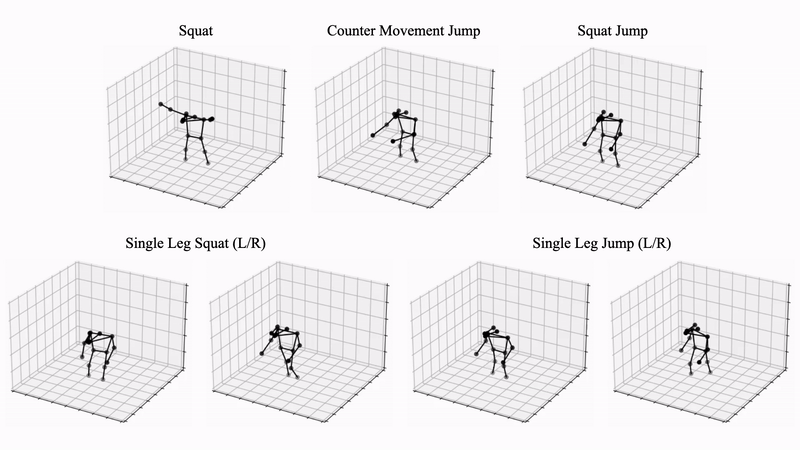 Squat
Counter Movement Jump
Squat Jump
Single Leg Squat (L/R)
Single Leg Jump (L/R)